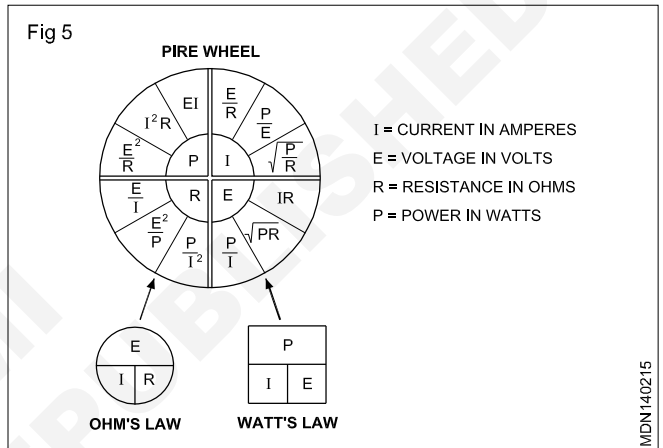 Fig 5
PIRE WHEEL
EI
I²R
E²/R
P
E/R
P/E
√(P/R)
I
E/I
E²/P
P/I²
R
IR
√PR
P/I
E
I = CURRENT IN AMPERES
E = VOLTAGE IN VOLTS
R = RESISTANCE IN OHMS
P = POWER IN WATTS
E
I R
OHM'S LAW
P
I E
WATT'S LAW
MDN140215